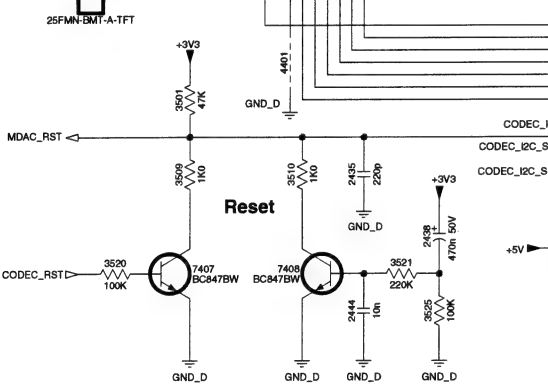 25FMN-BMT-A-TFT
+3V3
3501
47K
4401
GND_D
MDAC_RST
CODEC_I2C_S
CODEC_I2C_S
3509
1K0
3510
1K0
2435
220p
GND_D
Reset
+3V3
2438
+
470n 50V
+5V
CODEC_RST
3520
100K
7407
BC847BW
7408
BC847BW
3521
220K
2444
10n
3525
100K
GND_D
GND_D
GND_D
GND_D